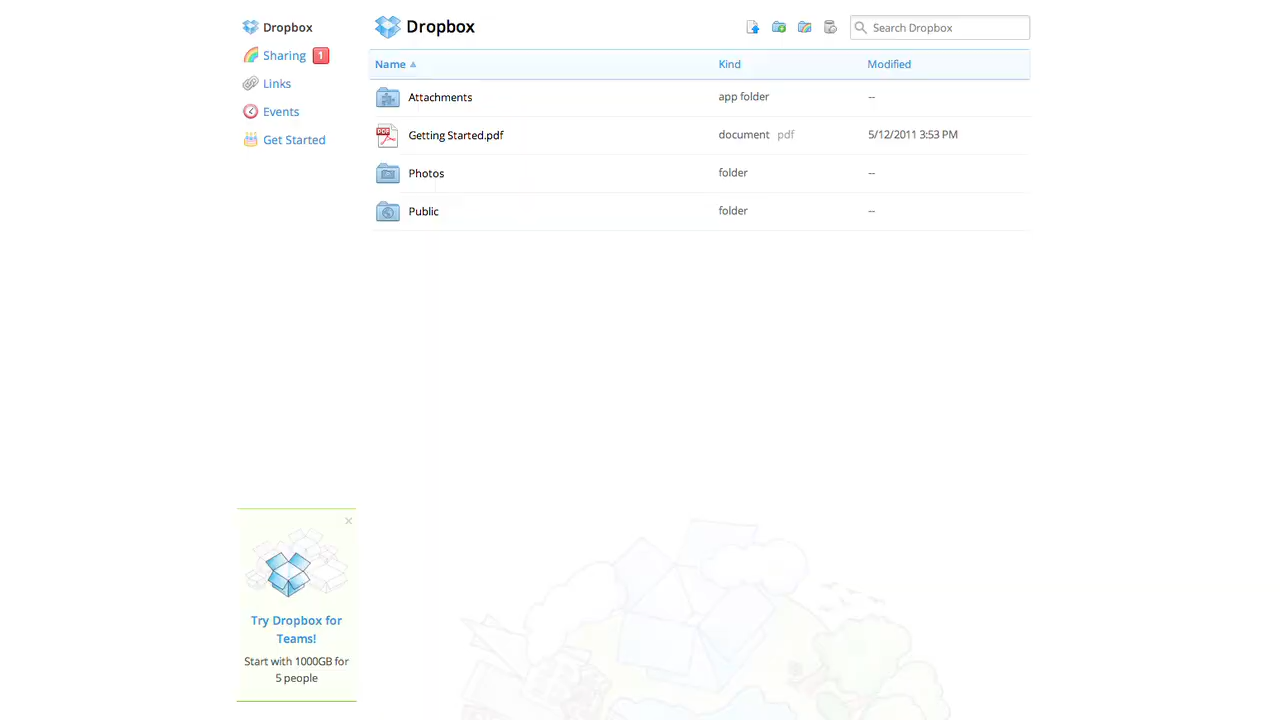 Dropbox
Sharing 1
Links
Events
Get Started
Try Dropbox for
Teams!
Start with 1000GB for
5 people
Dropbox
Search Dropbox
Name Kind Modified
Attachments app folder --
Getting Started.pdf document pdf 5/12/2011 3:53 PM
Photos folder --
Public folder --